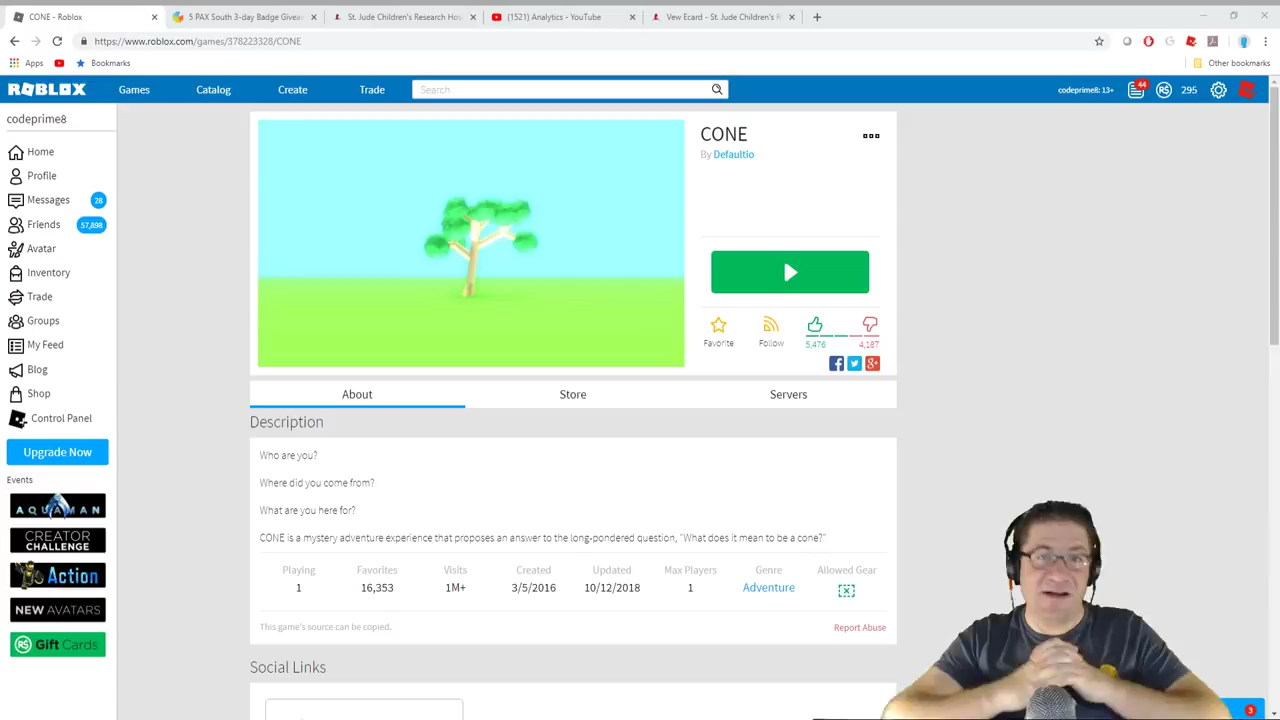 CONE - Roblox
5 PAX South 3-day Badge Givea
St. Jude Children's Research Hos
(1521) Analytics - YouTube
Vew Ecard - St. Jude Children's R
https://www.roblox.com/games/378223328/CONE
Apps
Bookmarks
Other bookmarks
ROBLOX
Games
Catalog
Create
Trade
Search
codeprime8: 13+
44
295
codeprime8
Home
Profile
Messages
28
Friends
57,898
Avatar
Inventory
Trade
Groups
My Feed
Blog
Shop
Control Panel
Upgrade Now
Events
AQUAMAN
CREATOR
CHALLENGE
Action
NEW AVATARS
Gift Cards
CONE
By Defaultio
Favorite
Follow
5,476
4,187
About
Store
Servers
Description
Who are you?
Where did you come from?
What are you here for?
CONE is a mystery adventure experience that proposes an answer to the long-pondered question, "What does it mean to be a cone?"
Playing
Favorites
Visits
Created
Updated
Max Players
Genre
Allowed Gear
1
16,353
1M+
3/5/2016
10/12/2018
1
Adventure
This game's source can be copied.
Report Abuse
Social Links
3